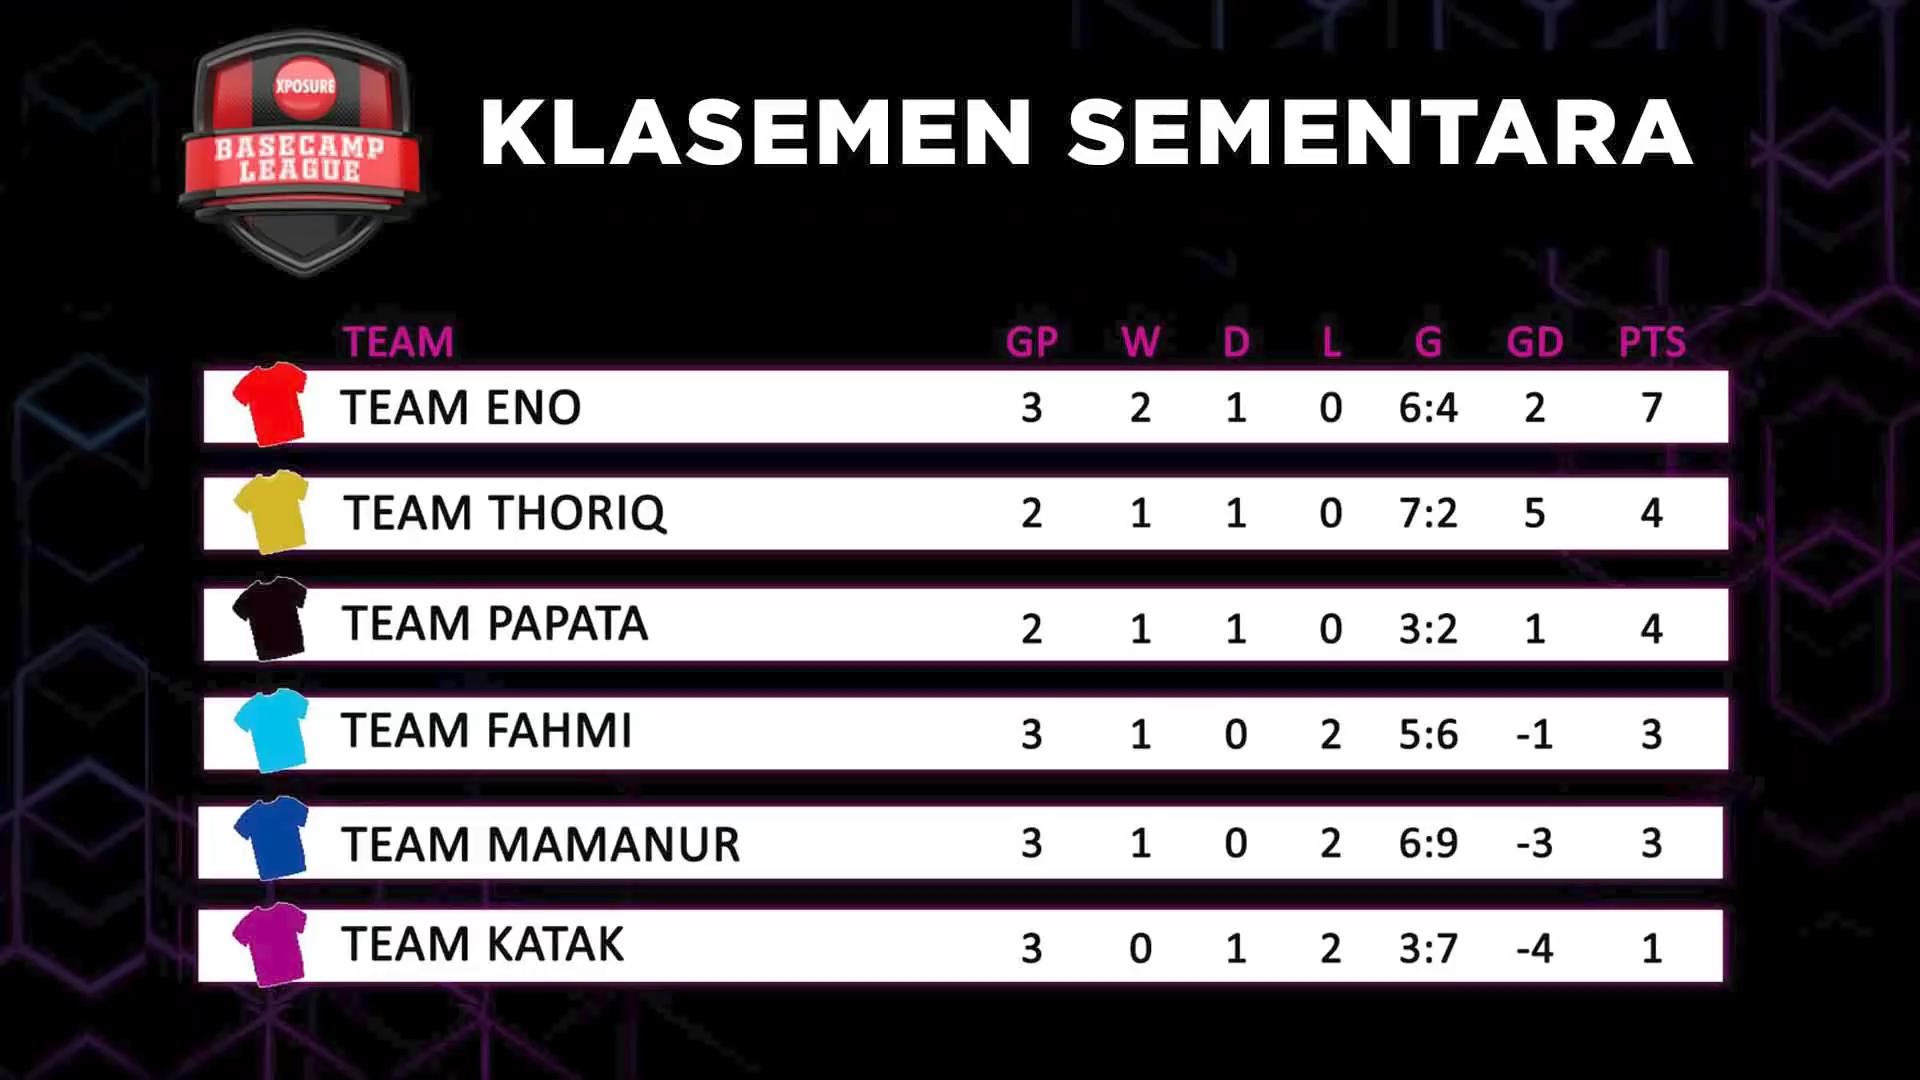 XPOSURE
BASECAMP
LEAGUE
KLASEMEN SEMENTARA
TEAM GP W D L G GD PTS
TEAM ENO 3 2 1 0 6:4 2 7
TEAM THORIQ 2 1 1 0 7:2 5 4
TEAM PAPATA 2 1 1 0 3:2 1 4
TEAM FAHMI 3 1 0 2 5:6 -1 3
TEAM MAMANUR 3 1 0 2 6:9 -3 3
TEAM KATAK 3 0 1 2 3:7 -4 1